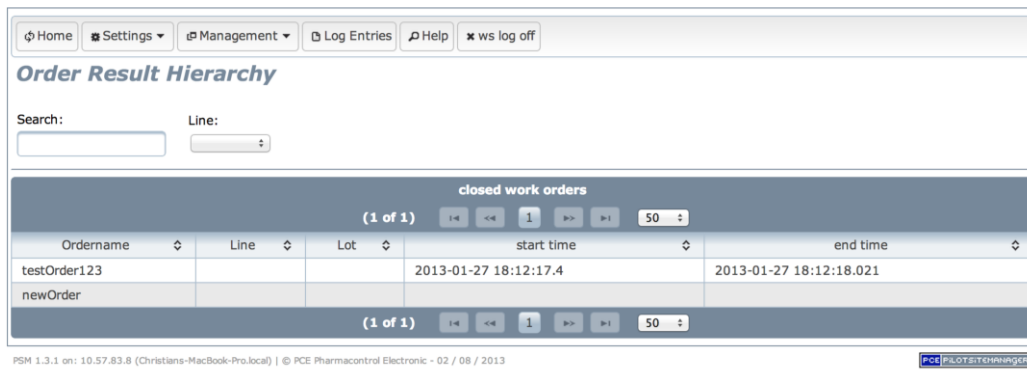 Home Settings Management Log Entries Help ws log off
Order Result Hierarchy
Search: Line:
closed work orders
(1 of 1) 1 50
Ordername Line Lot start time end time
testOrder123 2013-01-27 18:12:17.4 2013-01-27 18:12:18.021
newOrder
(1 of 1) 1 50
PSM 1.3.1 on: 10.57.83.8 (Christians-MacBook-Pro.local) | © PCE Pharmacontrol Electronic - 02 / 08 / 2013 PCE PILOTSITEMANAGER